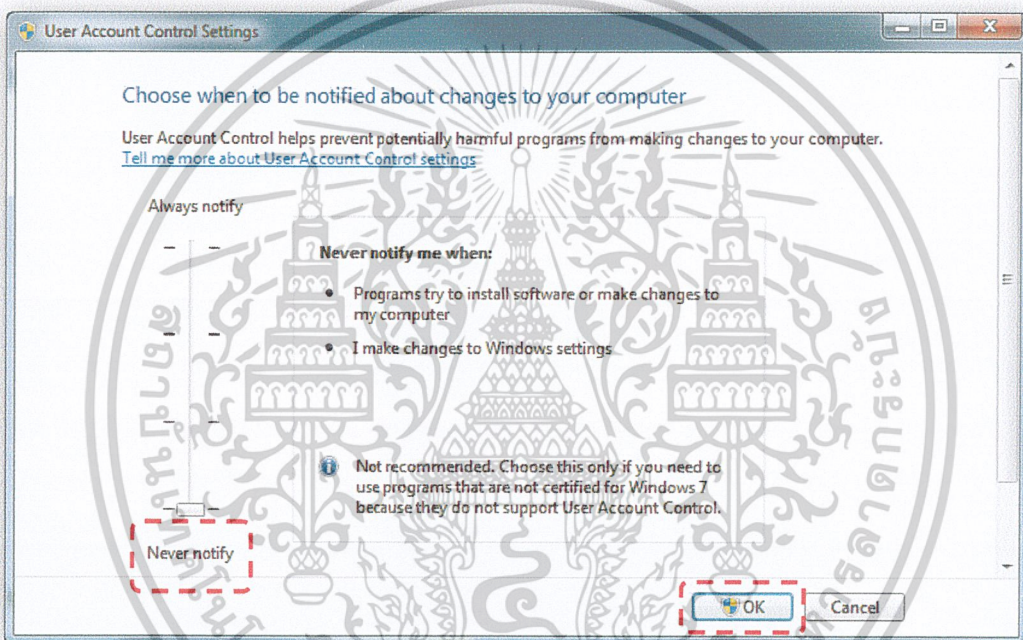 User Account Control Settings
Choose when to be notified about changes to your computer
User Account Control helps prevent potentially harmful programs from making changes to your computer.
Tell me more about User Account Control settings
Always notify
Never notify me when:
• Programs try to install software or make changes to
my computer
• I make changes to Windows settings
Not recommended. Choose this only if you need to
use programs that are not certified for Windows 7
because they do not support User Account Control.
Never notify
OK
Cancel